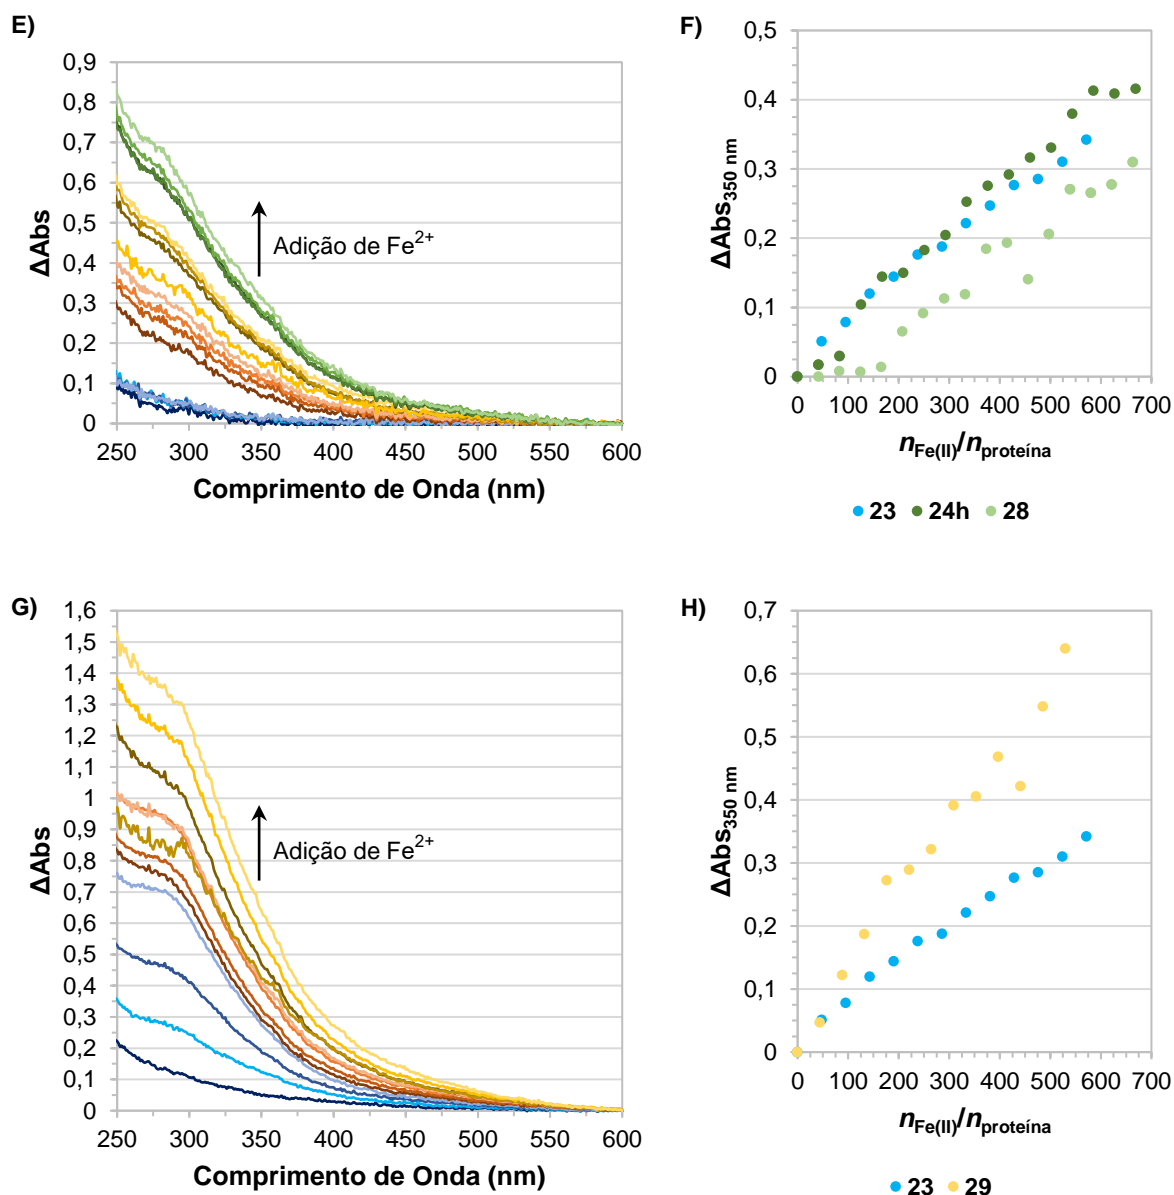 E)
0,9
0,8
0,7
0,6
0,5
0,4
0,3
0,2
0,1
0
ΔAbs
Adição de Fe2+
250 300 350 400 450 500 550 600
Comprimento de Onda (nm)
F)
0,5
0,4
0,3
0,2
0,1
0
ΔAbs350 nm
0 100 200 300 400 500 600 700
nFe(II)/nproteína
23 24h 28
G)
1,6
1,5
1,4
1,3
1,2
1,1
1
0,9
0,8
0,7
0,6
0,5
0,4
0,3
0,2
0,1
0
ΔAbs
Adição de Fe2+
250 300 350 400 450 500 550 600
Comprimento de Onda (nm)
H)
0,7
0,6
0,5
0,4
0,3
0,2
0,1
0
ΔAbs350 nm
0 100 200 300 400 500 600 700
nFe(II)/nproteína
23 29